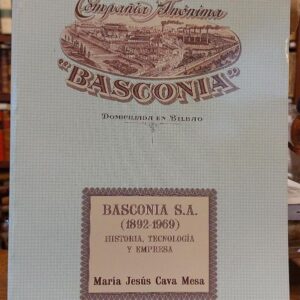 Compañía Anónima
"BASCONIA"
DOMICILIADA EN BILBAO
BASCONIA S.A.
(1892-1969)
HISTORIA, TECNOLOGÍA
Y EMPRESA
María Jesús Cava Mesa